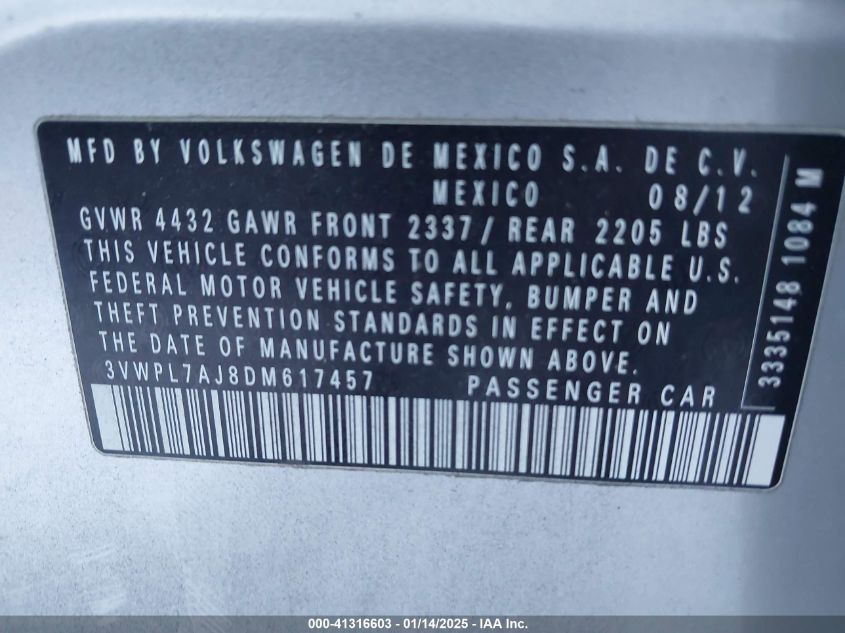 MFD BY VOLKSWAGEN DE MEXICO S.A. DE C.V.
MEXICO 08/12
GVWR 4432 GAWR FRONT 2337/ REAR 2205 LBS
THIS VEHICLE CONFORMS TO ALL APPLICABLE U.S.
FEDERAL MOTOR VEHICLE SAFETY, BUMPER AND
THEFT PREVENTION STANDARDS IN EFFECT ON
THE DATE OF MANUFACTURE SHOWN ABOVE.
3VWPL7AJ8DM617457 PASSENGER CAR
3335148 1084 M
000-41316603 - 01/14/2025 - IAA Inc.